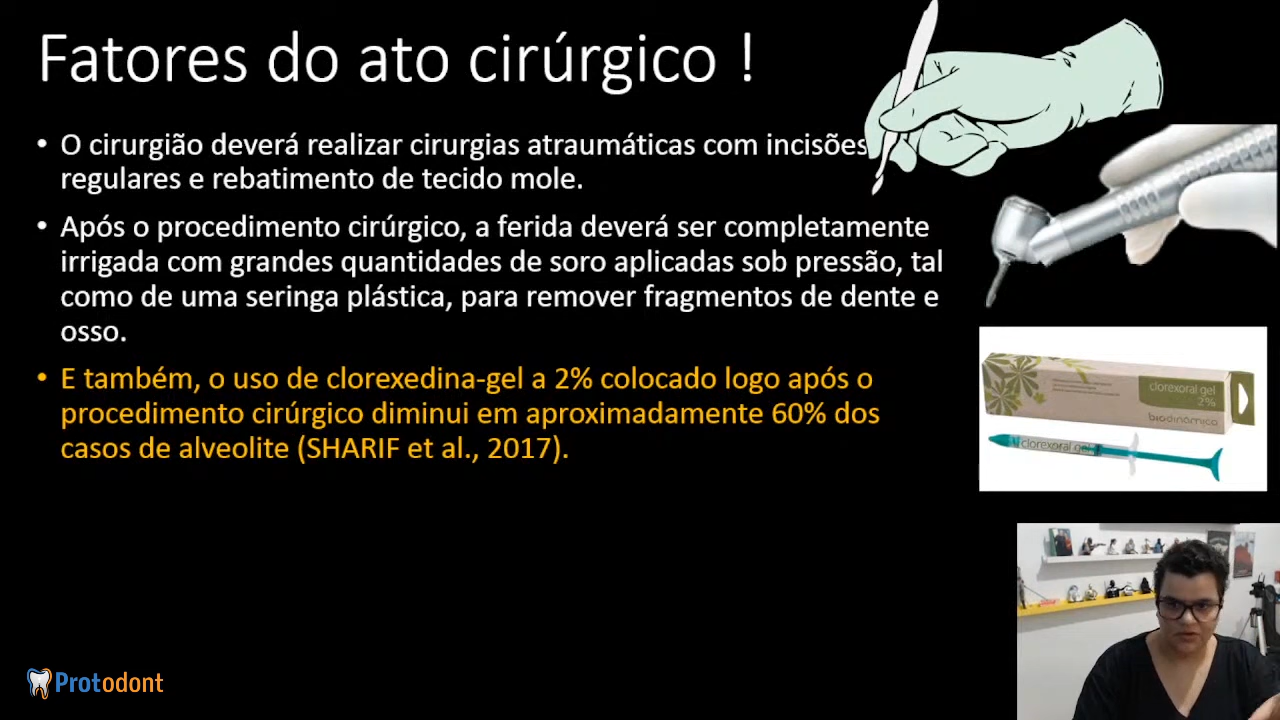 Fatores do ato cirúrgico !
• O cirurgião deverá realizar cirurgias atraumáticas com incisões
regulares e rebatimento de tecido mole.
• Após o procedimento cirúrgico, a ferida deverá ser completamente
irrigada com grandes quantidades de soro aplicadas sob pressão, tal
como de uma seringa plástica, para remover fragmentos de dente e
osso.
• E também, o uso de clorexedina-gel a 2% colocado logo após o
procedimento cirúrgico diminui em aproximadamente 60% dos
casos de alveolite (SHARIF et al., 2017).
clorexoral gel
2%
biodinâmica
clorexoral gel
Protodont